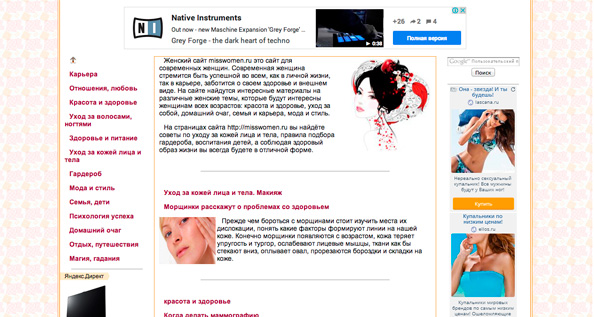 Native Instruments
Out now - new Maschine Expansion 'Grey Forge' ...
Grey Forge - the dark heart of techno
0:38
+26 2 4
Полная версия
Карьера
Отношения, любовь
Красота и здоровье
Уход за волосами,
ногтями
Здоровье и питание
Уход за кожей лица и
тела
Гардероб
Мода и стиль
Семья, дети
Психология успеха
Домашний очаг
Отдых, путешествия
Магия, гадания
Яндекс.Директ
Женский сайт misswomen.ru это сайт для
современных женщин. Современная женщина
стремится быть успешной во всем, как в личной жизни,
так в карьере, заботится о своем здоровье и внешнем
виде. На сайте найдутся интересные материалы на
различные женские темы, которые будут интересны
женщинам всех возрастов: красота и здоровье, уход за
собой, домашний очаг, семья и карьера, мода и стиль.
На страницах сайта http://misswomen.ru вы найдёте
советы по уходу за кожей лица и тела, правила подбора
гардероба, воспитания детей, а соблюдая здоровый
образ жизни вы всегда будете в отличной форме.
Уход за кожей лица и тела. Макияж
Морщинки расскажут о проблемах со здоровьем
Прежде чем бороться с морщинами стоит изучить места их
дислокации, понять какие факторы формируют линии на нашей
коже. Конечно морщинки появляются с возрастом, кожа теряет
упругость и тургор, ослабевают лицевые мышцы, ткани как бы
стекают вниз, оплывает овал, прорезаются бороздки и складки на
коже.
красота и здоровье
Когда делать маммографию
Google Пользовательский
Поиск
Она - звезда! И ты
будешь!
lascana.ru
Нереально сексуальный
купальник! Все мужчины
будут у Ваших ног!
Купить
Купальники по
низким ценам!
otto.ru
Купальники мировых
брендов по самым низким
ценам! Ошеломляющие